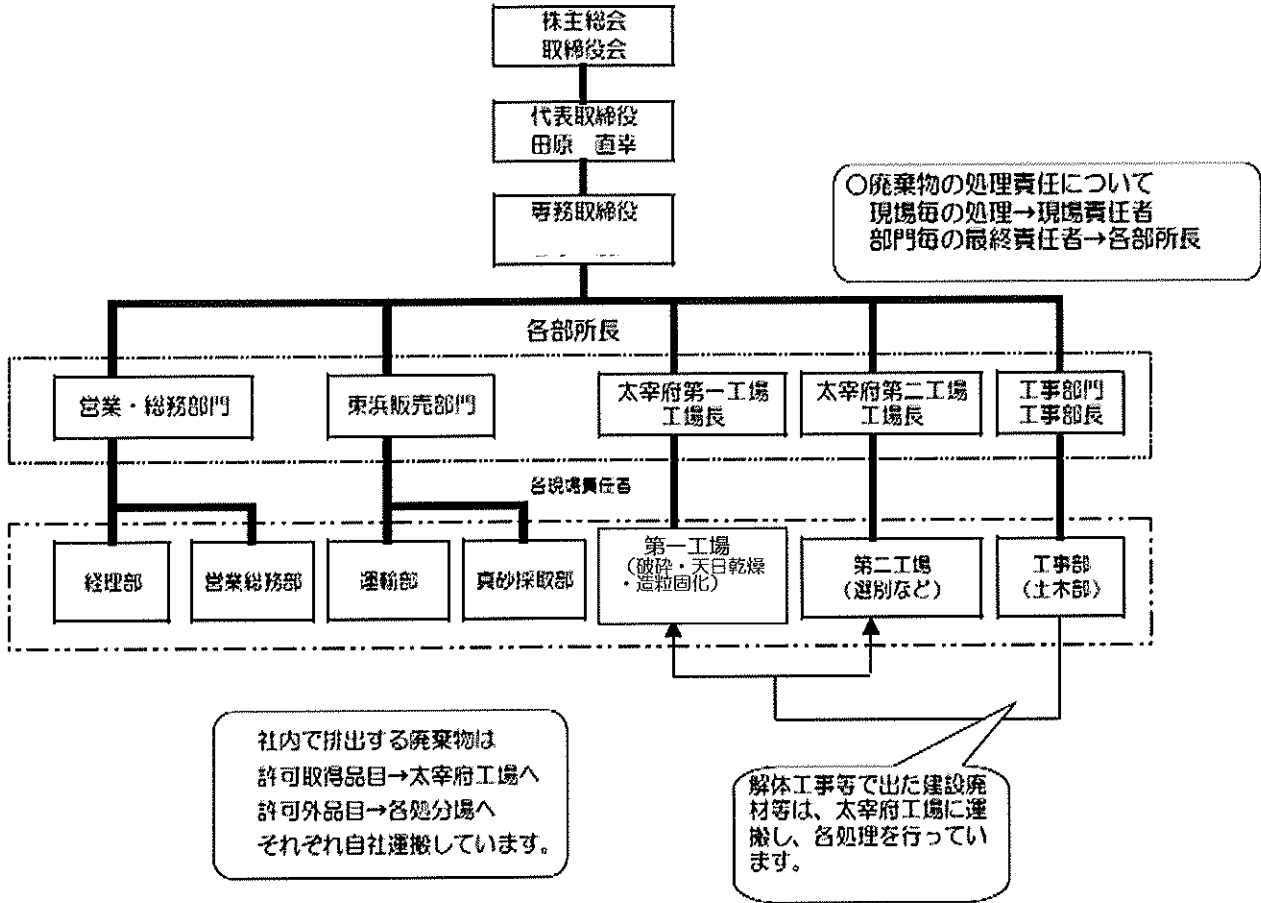 株主総会
取締役会
代表取締役
田原　直幸
専務取締役
○廃棄物の処理責任について
現場毎の処理→現場責任者
部門毎の最終責任者→各部所長
各部所長
営業・総務部門
東浜販売部門
太宰府第一工場
工場長
太宰府第二工場
工場長
工事部門
工事部長
各現場責任者
経理部
営業総務部
運輸部
真砂採取部
第一工場
(破砕・天日乾燥
・造粒固化)
第二工場
(選別など)
工事部
(土木部)
社内で排出する廃棄物は
許可取得品目→太宰府工場へ
許可外品目→各処分場へ
それぞれ自社運搬しています。
解体工事等で出た建設廃
材等は、太宰府工場に運
搬し、各処理を行ってい
ます。